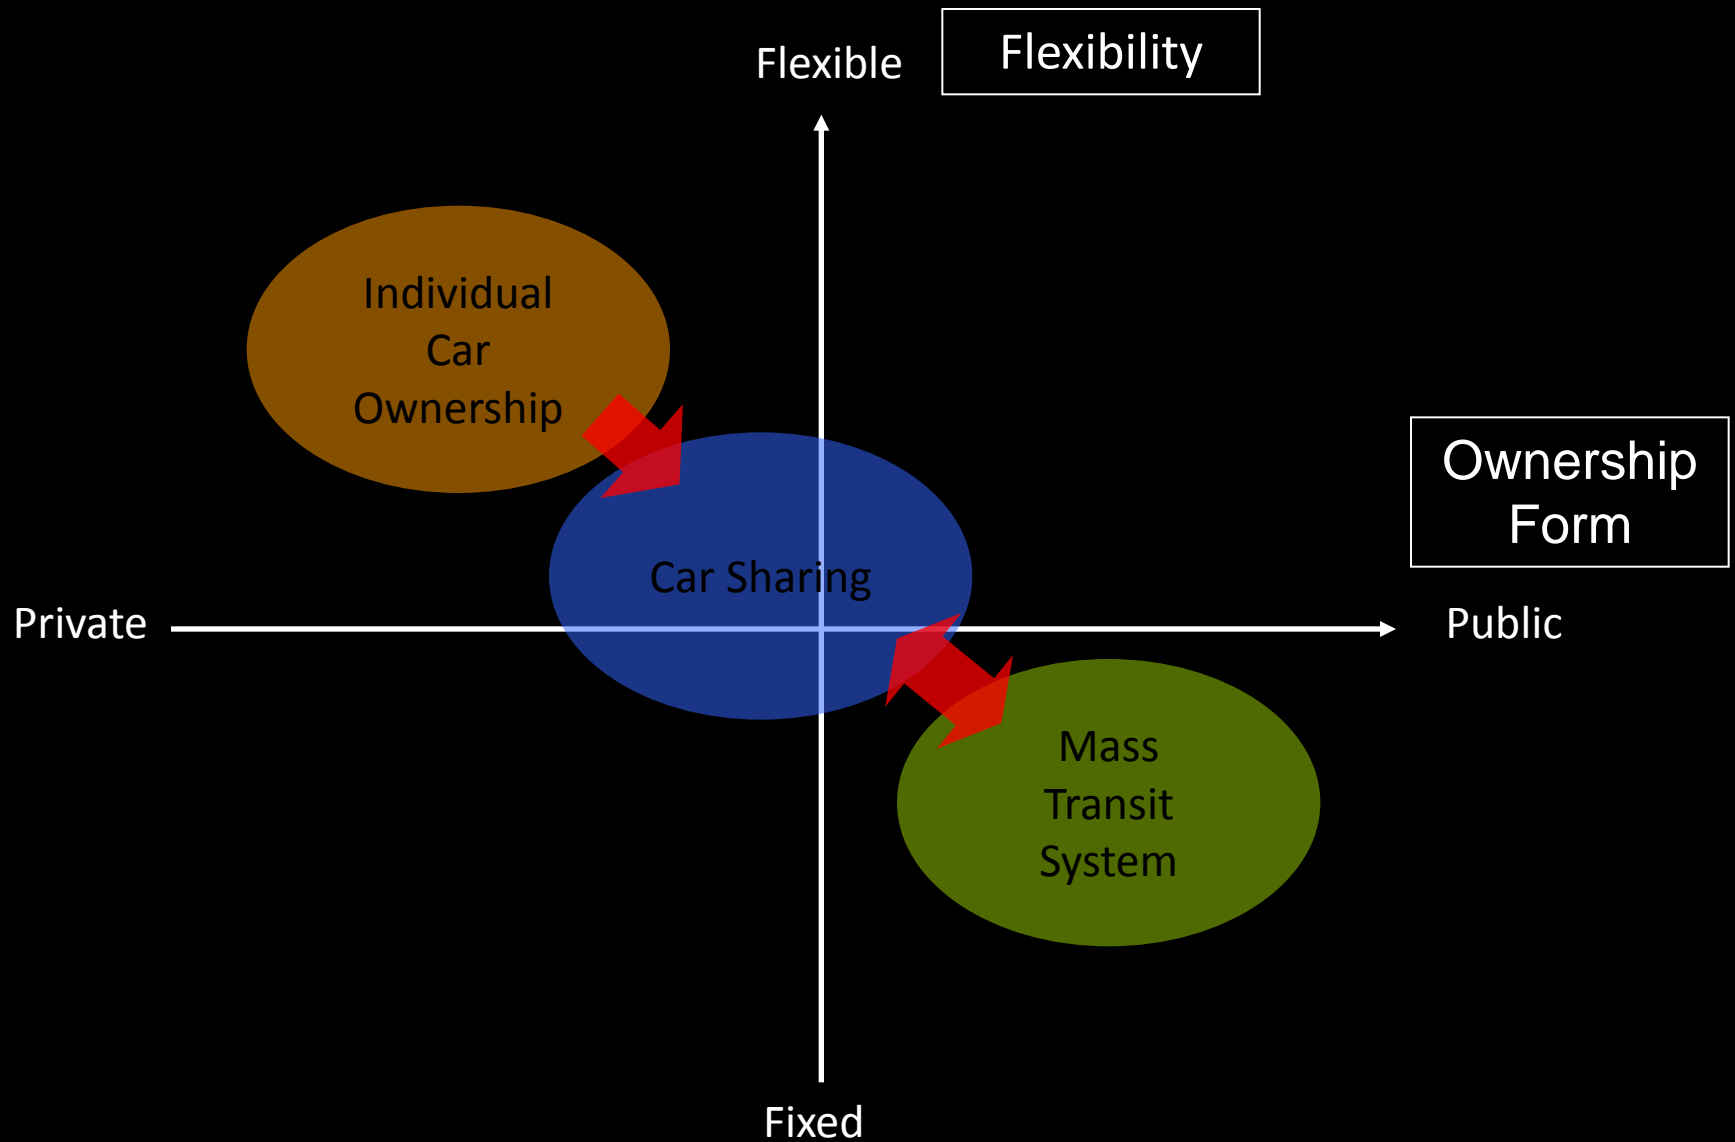 Flexible
Flexibility
Individual
Car
Ownership
Ownership
Form
Car Sharing
Private
Public
Mass
Transit
System
Fixed